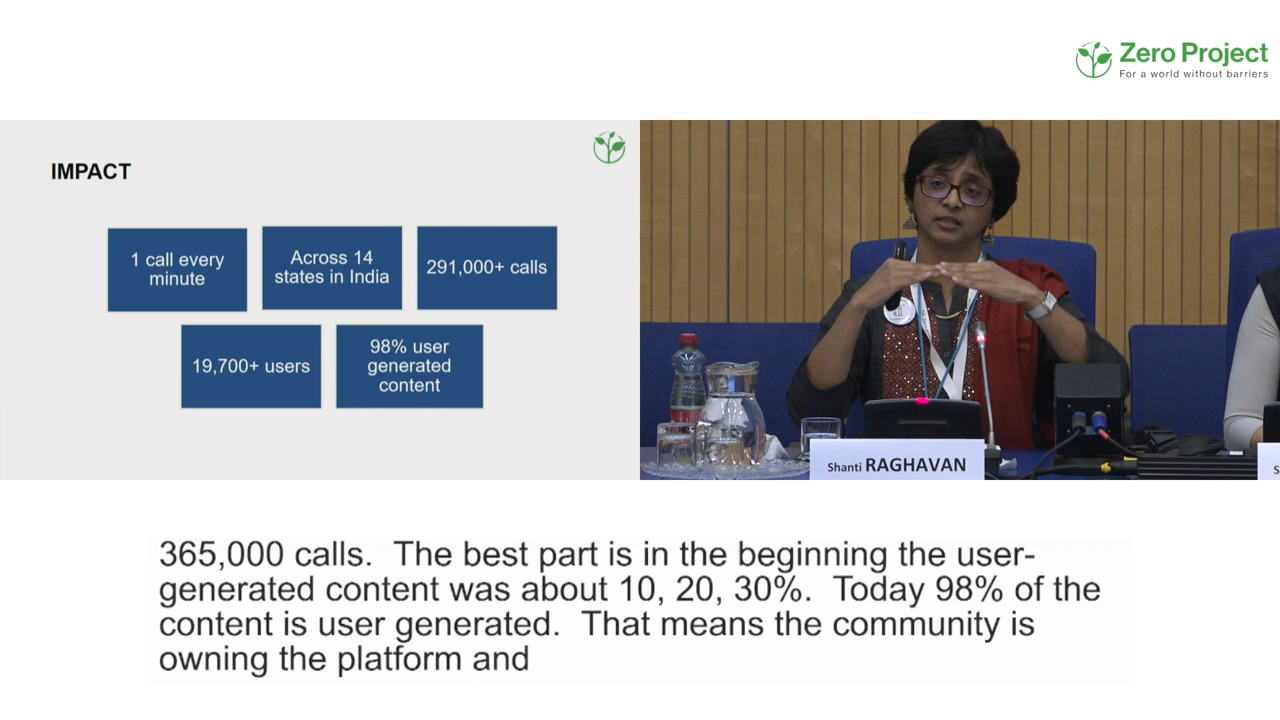 Zero Project
For a world without barriers
IMPACT
1 call every
minute
Across 14
states in India
291,000+ calls
19,700+ users
98% user
generated
content
Shanti RAGHAVAN
S
365,000 calls.  The best part is in the beginning the user-
generated content was about 10, 20, 30%.  Today 98% of the
content is user generated.  That means the community is
owning the platform and